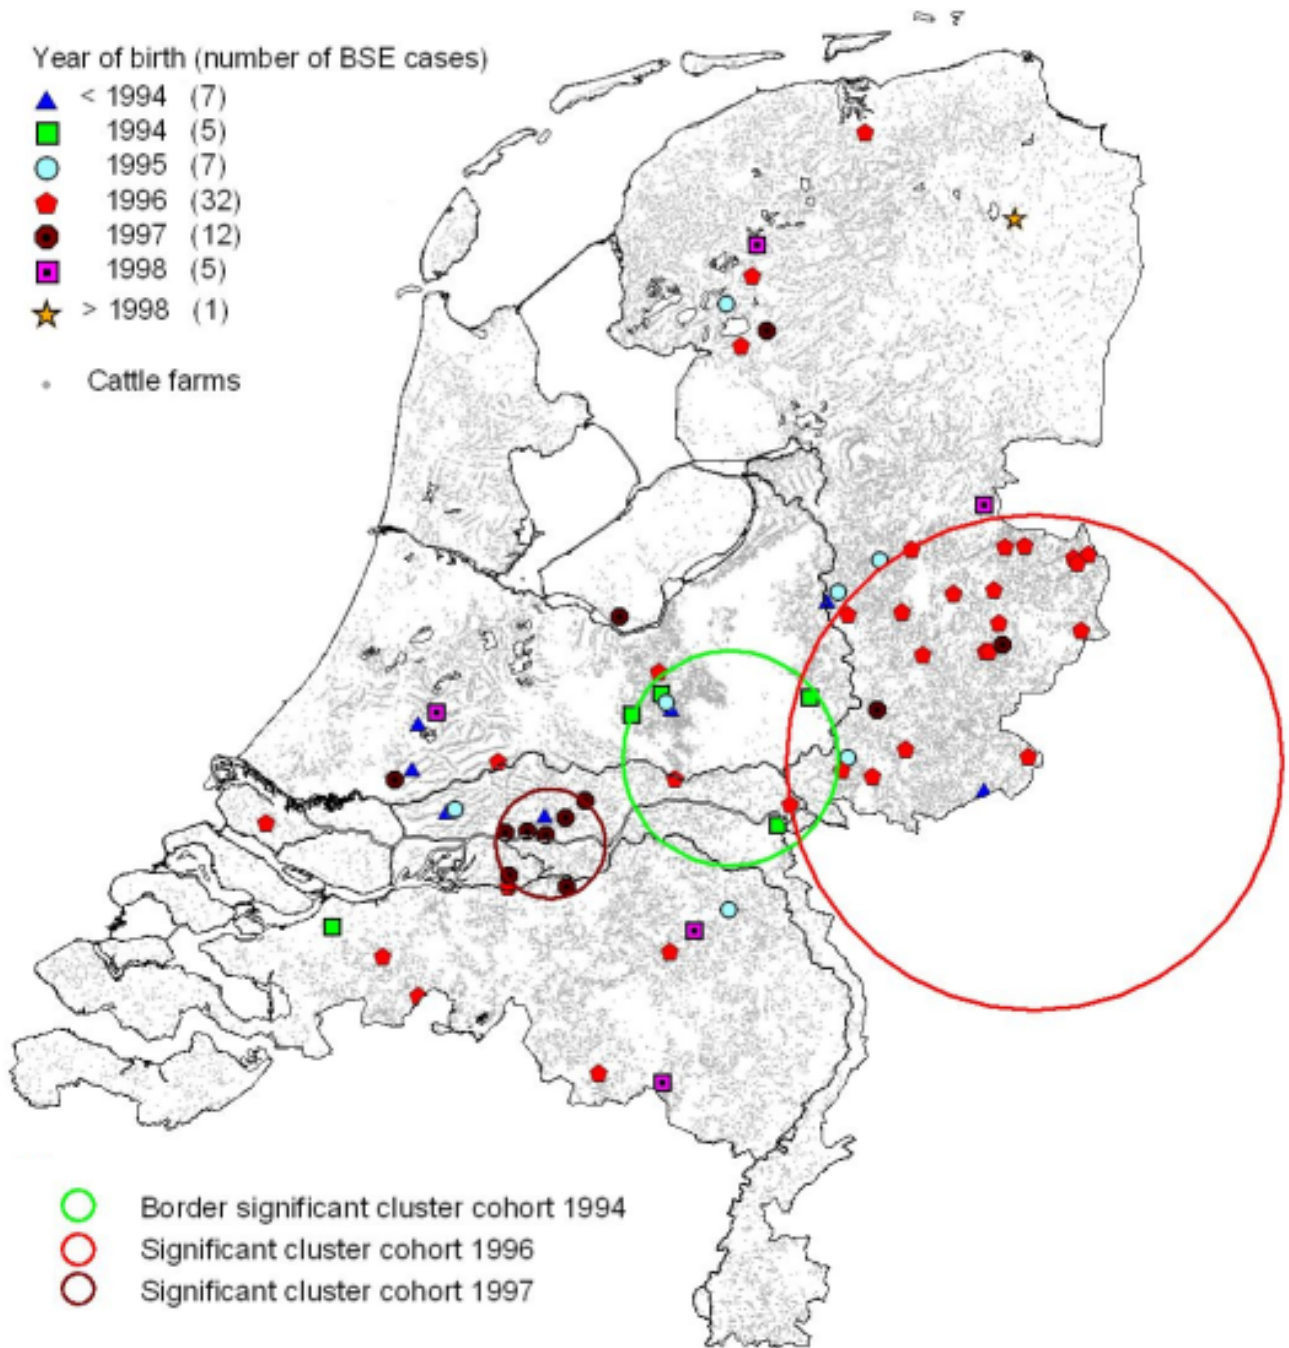 Year of birth (number of BSE cases)
< 1994 (7)
1994 (5)
1995 (7)
1996 (32)
1997 (12)
1998 (5)
> 1998 (1)
Cattle farms
Border significant cluster cohort 1994
Significant cluster cohort 1996
Significant cluster cohort 1997